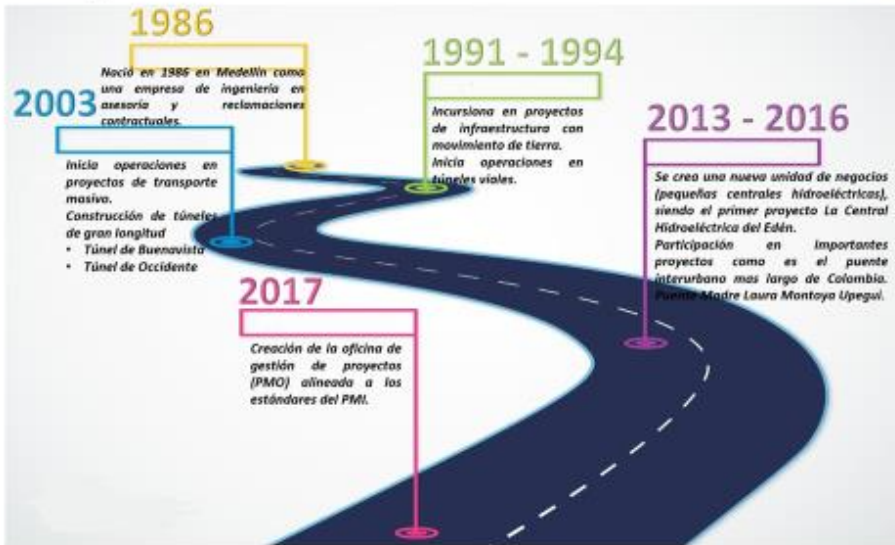 1986
Nació en 1986 en Medellín como
una empresa de ingeniería en
asesoría y reclamaciones
contractuales.
1991 - 1994
Incursiona en proyectos
de infraestructura con
movimiento de tierra.
Inicia operaciones en
túneles viales.
2003
Inicia operaciones en
proyectos de transporte
masivo.
Construcción de túneles
de gran longitud
• Túnel de Buenavista
• Túnel de Occidente
2013 - 2016
Se crea una nueva unidad de negocios
(pequeñas centrales hidroeléctricas),
siendo el primer proyecto La Central
Hidroeléctrica del Edén.
Participación en Importantes
proyectos como es el puente
interurbano mas largo de Colombia.
Puente Madre Laura Montoya Upegui.
2017
Creación de la oficina de
gestión de proyectos
(PMO) alineada a los
estándares del PMI.